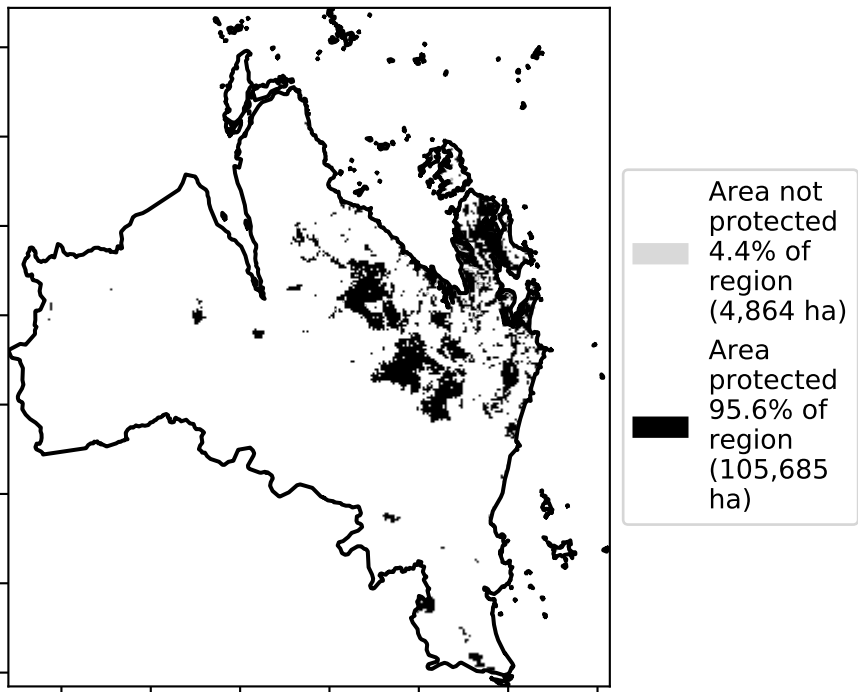 Area not
protected
4.4% of
region
(4,864 ha)
Area
protected
95.6% of
region
(105,685
ha)